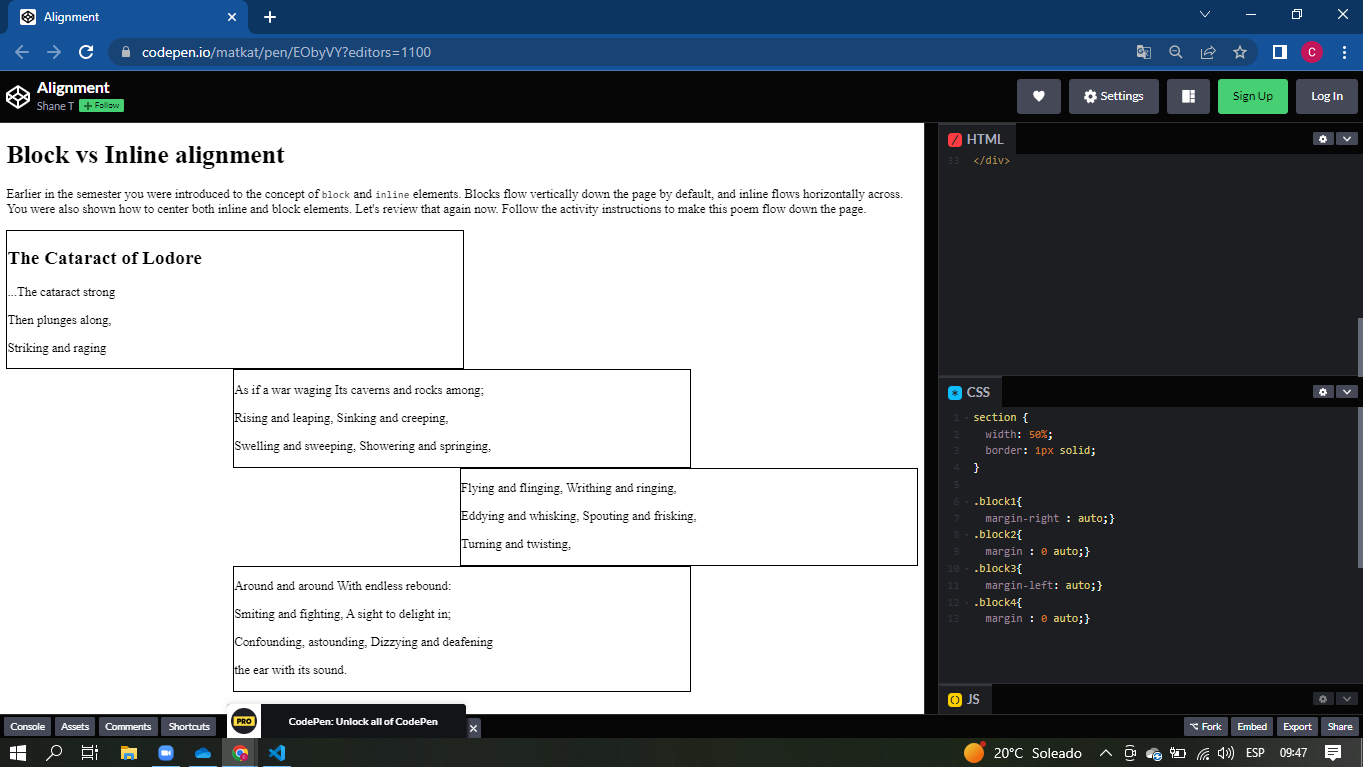 Alignment
codepen.io/matkat/pen/EObyVY?editors=1100
C
Alignment
Shane T + Follow
Settings
Sign Up
Log In
Block vs Inline alignment
Earlier in the semester you were introduced to the concept of block and inline elements. Blocks flow vertically down the page by default, and inline flows horizontally across.
You were also shown how to center both inline and block elements. Let's review that again now. Follow the activity instructions to make this poem flow down the page.
The Cataract of Lodore
...The cataract strong
Then plunges along,
Striking and raging
As if a war waging Its caverns and rocks among;
Rising and leaping, Sinking and creeping,
Swelling and sweeping, Showering and springing,
Flying and flinging, Writhing and ringing,
Eddying and whisking, Spouting and frisking,
Turning and twisting,
Around and around With endless rebound:
Smiting and fighting, A sight to delight in;
Confounding, astounding, Dizzying and deafening
the ear with its sound.
HTML
33 </div>
CSS
1 section {
2 width: 50%;
3 border: 1px solid;
4 }
5
6 .block1{
7 margin-right : auto;}
8 .block2{
9 margin : 0 auto;}
10 .block3{
11 margin-left: auto;}
12 .block4{
13 margin : 0 auto;}
JS
Console
Assets
Comments
Shortcuts
PRO
CodePen: Unlock all of CodePen
Fork
Embed
Export
Share
20°C Soleado
ESP
09:47